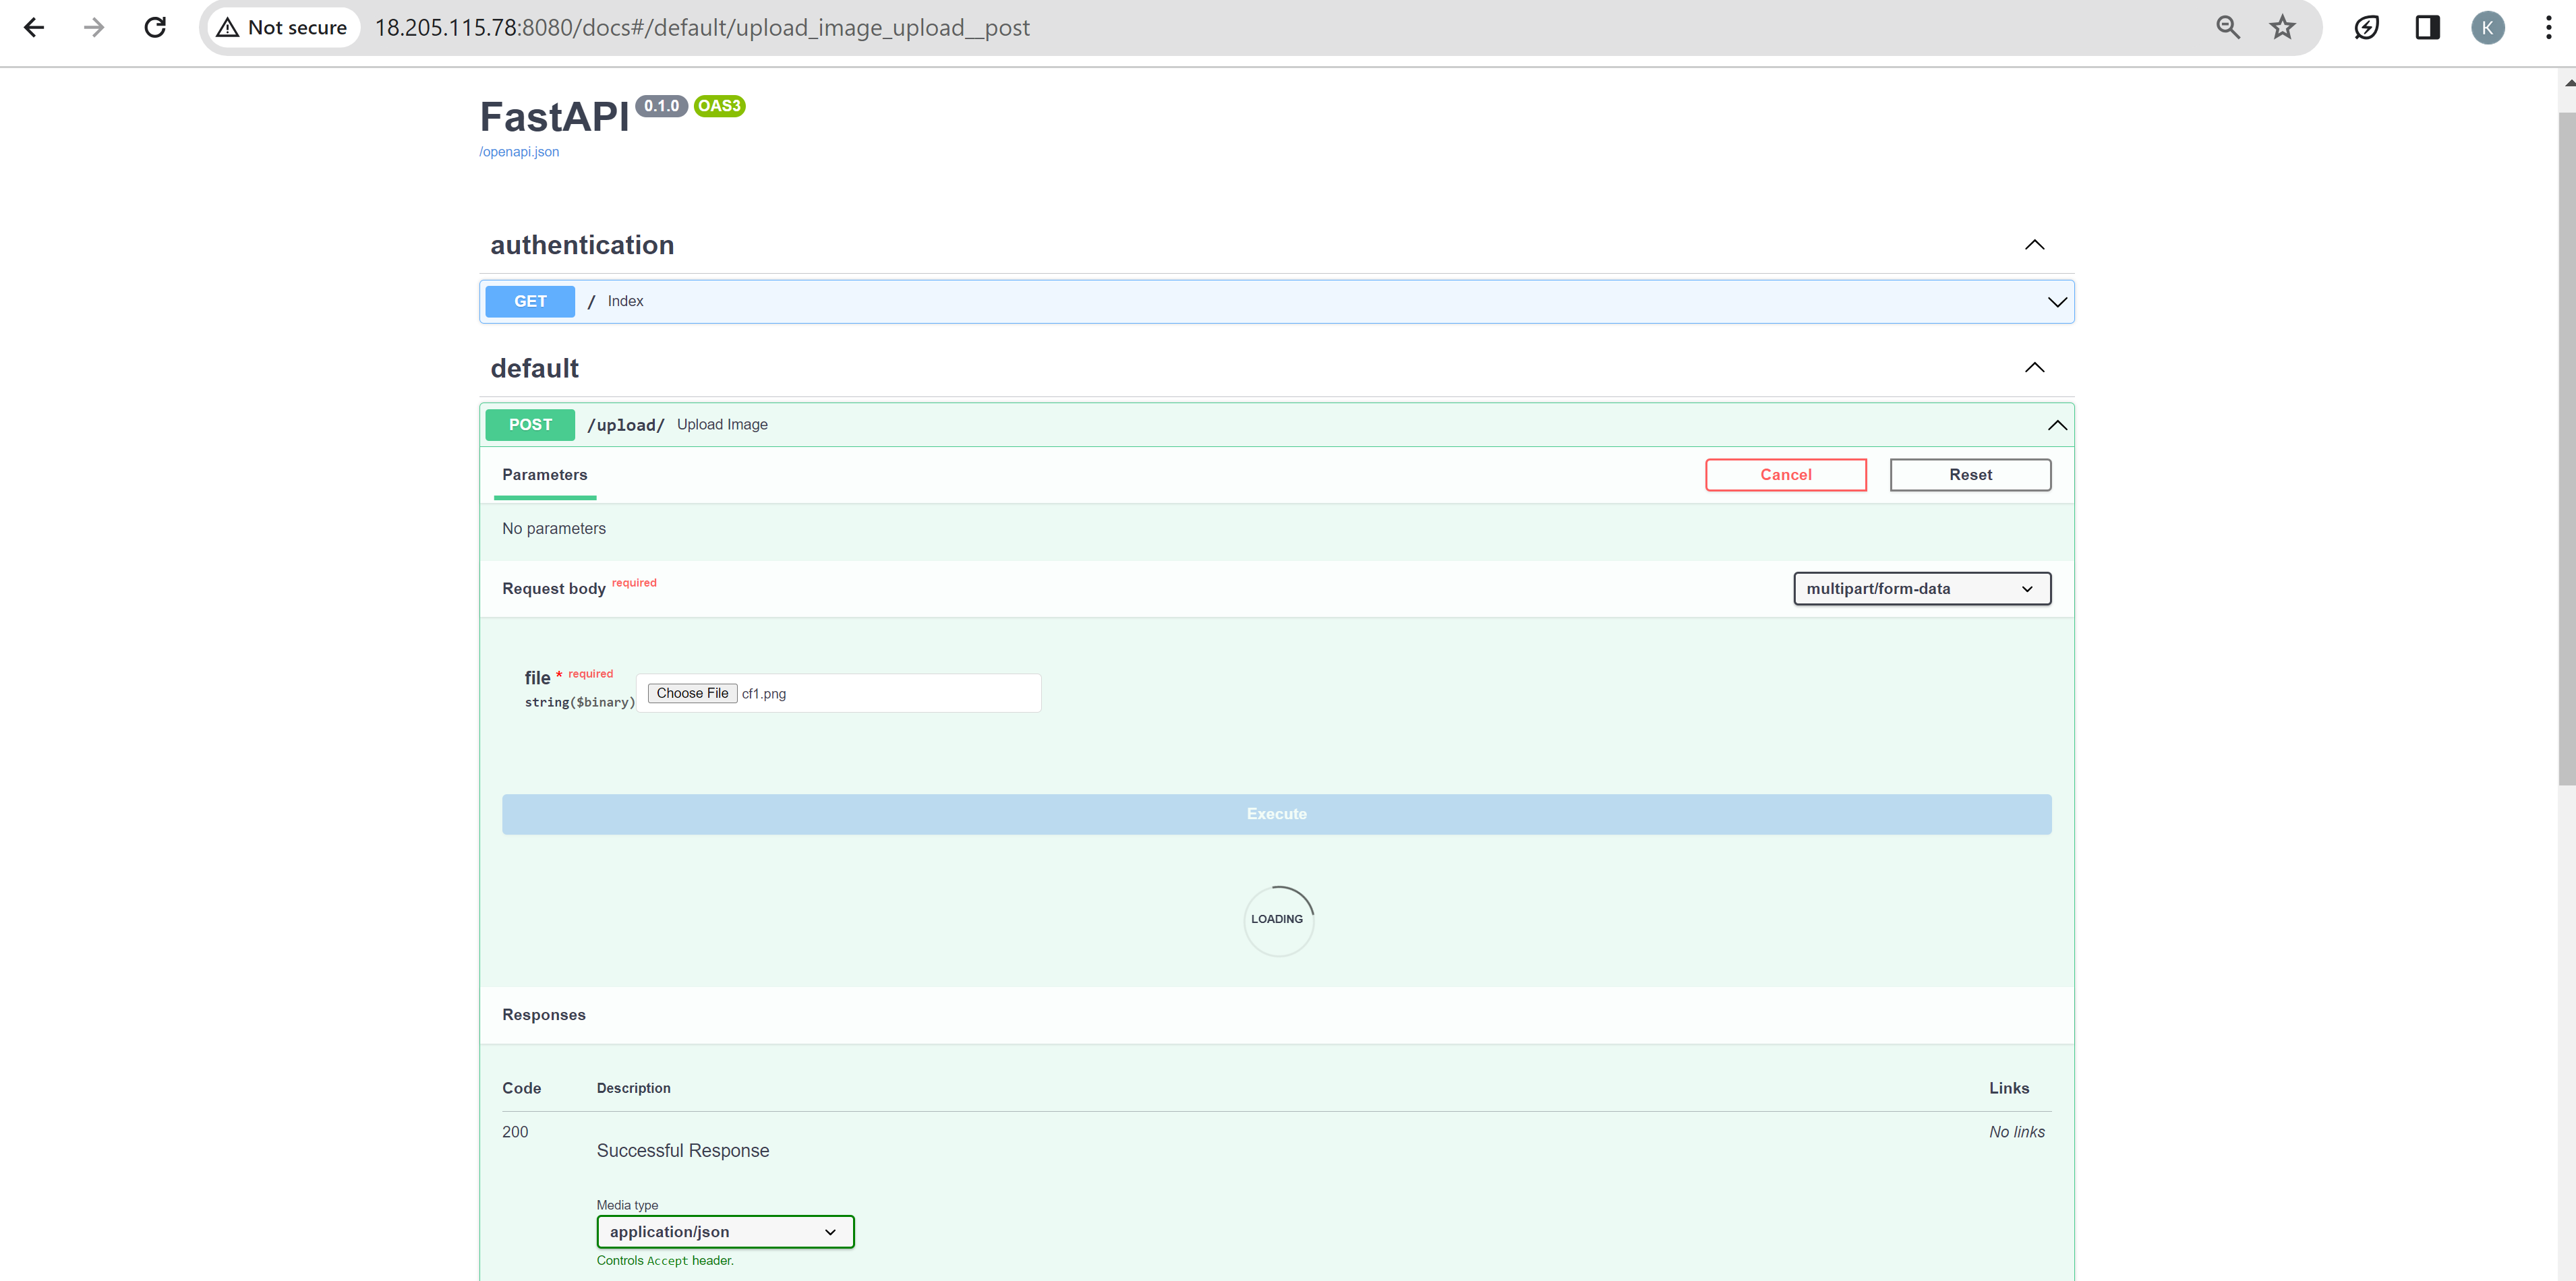 Not secure 18.205.115.78:8080/docs#/default/upload_image_upload__post K
FastAPI 0.1.0 OAS3
/openapi.json
authentication
GET / Index
default
POST /upload/ Upload Image
Parameters Cancel Reset
No parameters
Request body required multipart/form-data
file * required
string($binary) Choose File cf1.png
Execute
LOADING
Responses
Code Description Links
200 Successful Response No links
Media type
application/json
Controls Accept header.